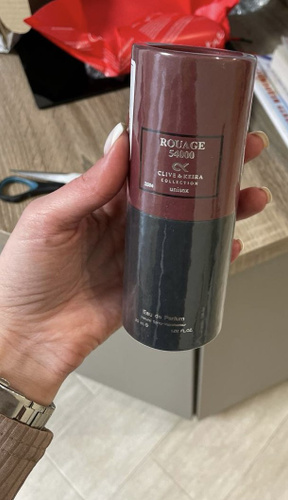 ROUAGE
54000
CLIVE & KEIRA
COLLECTION
unisex
Eau de Parfum